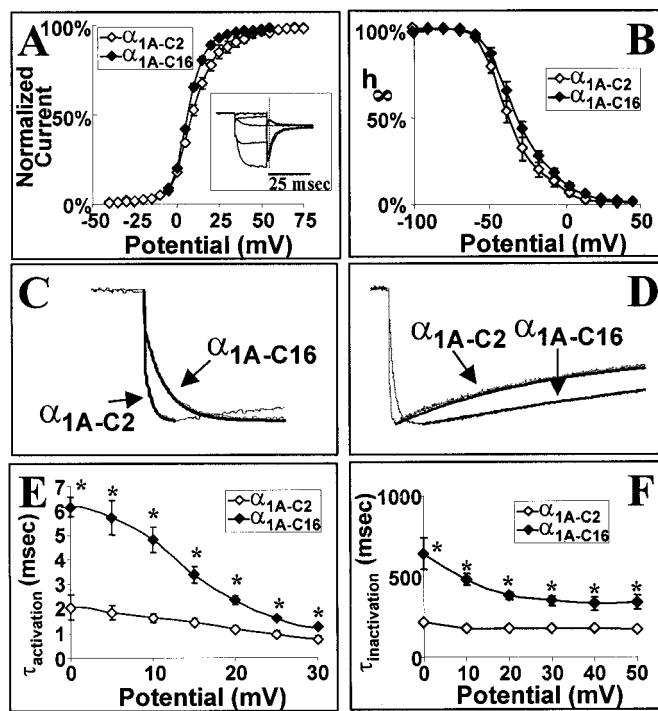 A
α1A-C2
α1A-C16
Normalized
Current
100%
50%
0%
25 msec
-50 -25 0 25 50 75
Potential (mV)
B
α1A-C2
α1A-C16
h∞
100%
50%
0%
-100 -50 0 50
Potential (mV)
C
α1A-C16
α1A-C2
D
α1A-C2
α1A-C16
E
α1A-C2
α1A-C16
τactivation (msec)
7
6
5
4
3
2
1
0
* * * * * * *
0 10 20 30
Potential (mV)
F
α1A-C2
α1A-C16
τinactivation (msec)
1000
500
0
* * * * * *
0 10 20 30 40 50
Potential (mV)